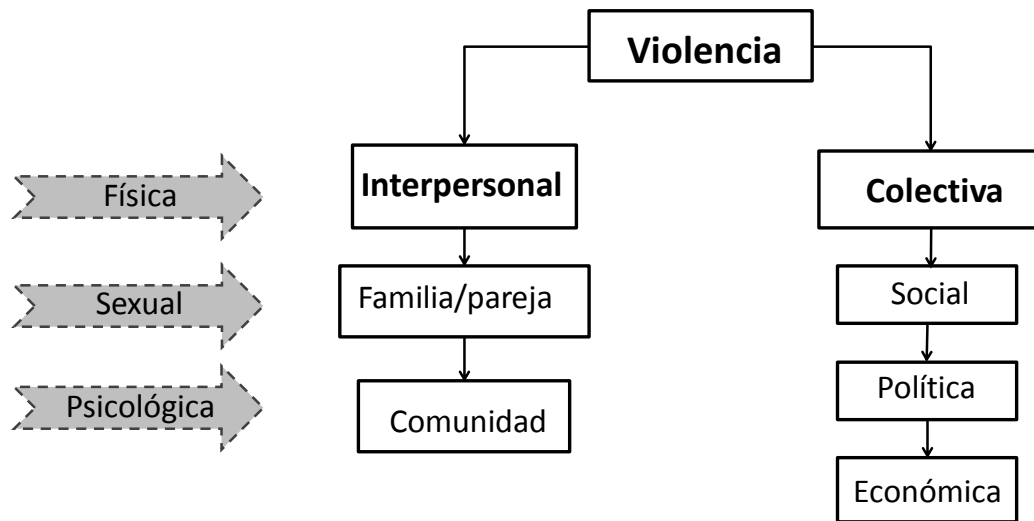 Violencia
Física
Interpersonal
Colectiva
Sexual
Familia/pareja
Social
Psicológica
Comunidad
Política
Económica